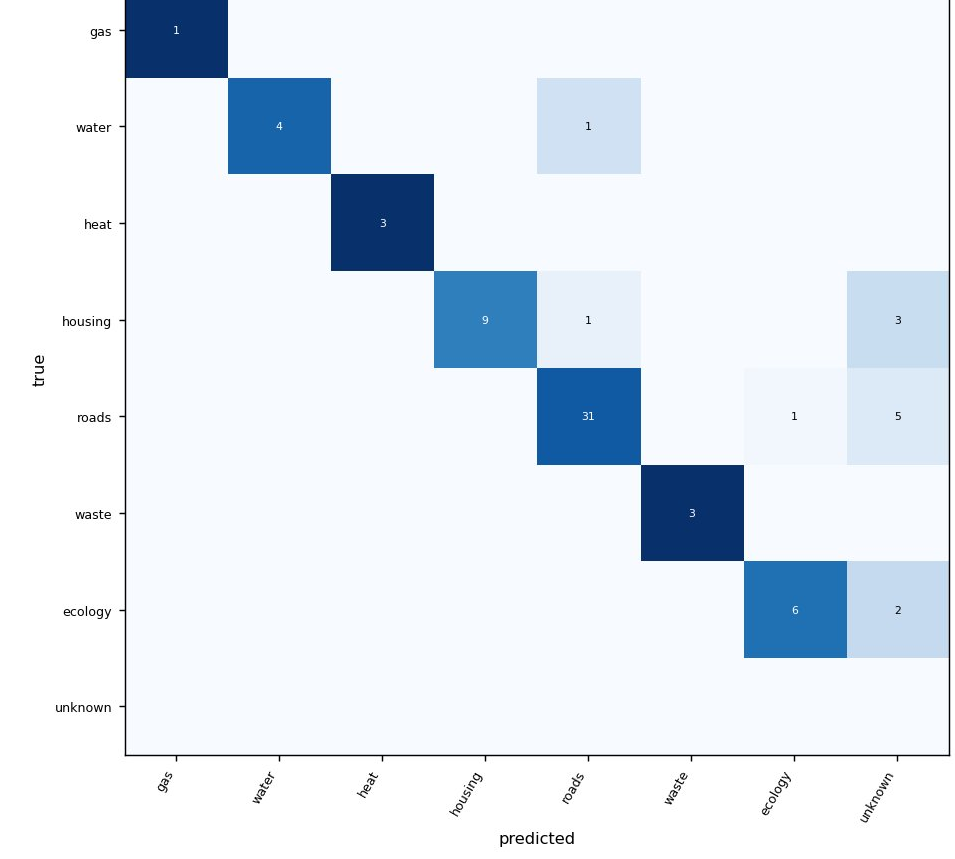 gas 1
water 4 1
heat 3
housing 9 1 3
true
roads 31 1 5
waste 3
ecology 6 2
unknown
gas water heat housing roads waste ecology unknown
predicted